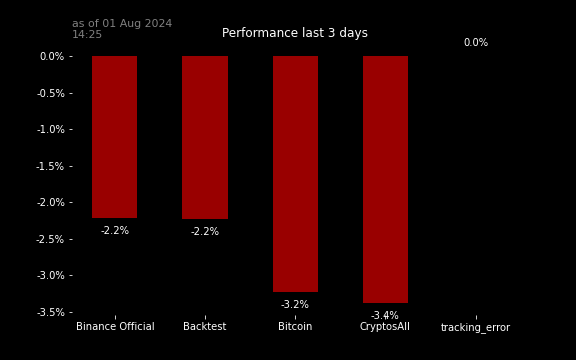 as of 01 Aug 2024
14:25
Performance last 3 days
0.0%
0.0%
-0.5%
-1.0%
-1.5%
-2.0%
-2.5%
-3.0%
-3.5%
-2.2%
-2.2%
-3.2%
-3.4%
Binance Official
Backtest
Bitcoin
CryptosAll
tracking_error